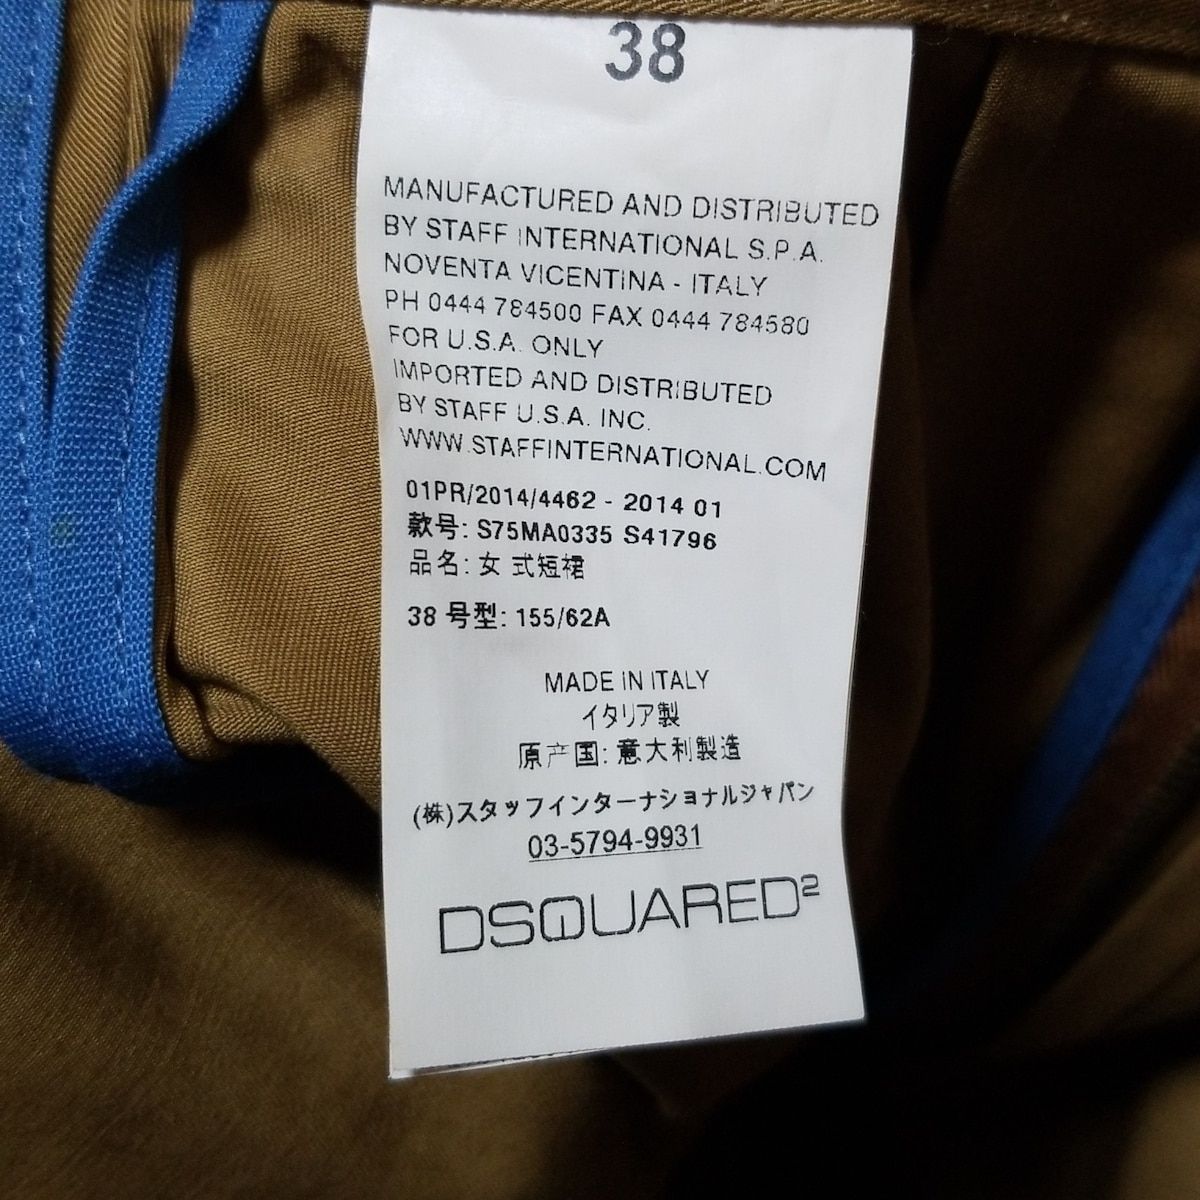 38
MANUFACTURED AND DISTRIBUTED
BY STAFF INTERNATIONAL S.P.A.
NOVENTA VICENTINA - ITALY
PH 0444 784500 FAX 0444 784580
FOR U.S.A. ONLY
IMPORTED AND DISTRIBUTED
BY STAFF U.S.A. INC.
WWW.STAFFINTERNATIONAL.COM
01PR/2014/4462 - 2014 01
款号: S75MA0335 S41796
品名: 女式短裙
38 号型: 155/62A
MADE IN ITALY
イタリア製
原产国: 意大利製造
(株)スタッフインターナショナルジャパン
03-5794-9931
DSQUARED²